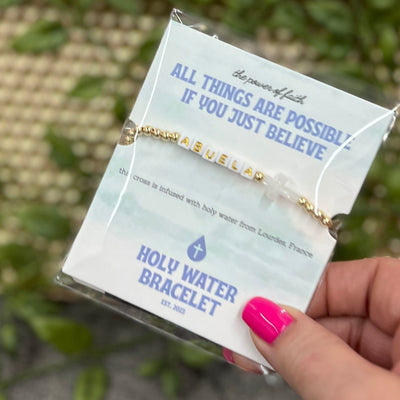 the power of faith
ALL THINGS ARE POSSIBLE
IF YOU JUST BELIEVE
ABUELA
the cross is infused with holy water from Lourdes, France
HOLY WATER
BRACELET
EST. 2023